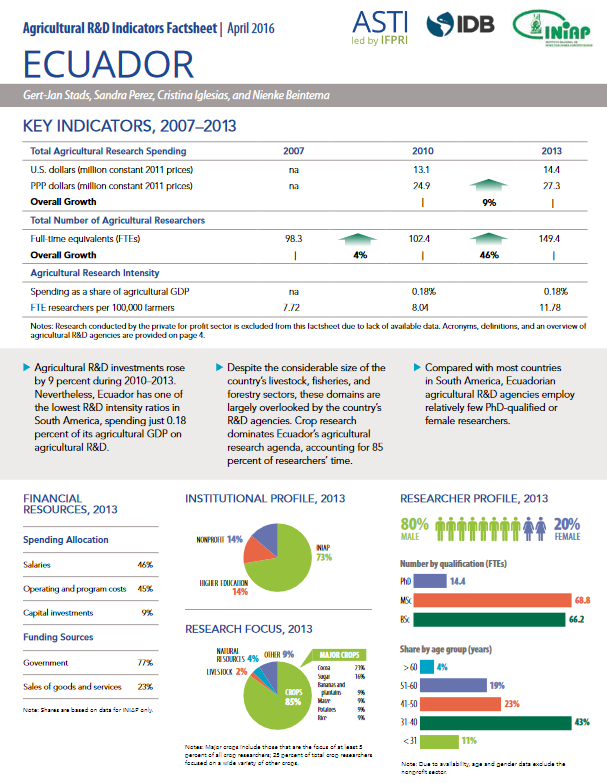 Agricultural R&D Indicators Factsheet | April 2016
ASTI
led by IFPRI
IDB
INIAP
ECUADOR
Gert-Jan Stads, Sandra Perez, Cristina Iglesias, and Nienke Beintema
KEY INDICATORS, 2007–2013
Total Agricultural Research Spending 2007 2010 2013
U.S. dollars (million constant 2011 prices) na 13.1 14.4
PPP dollars (million constant 2011 prices) na 24.9 27.3
Overall Growth 9%
Total Number of Agricultural Researchers
Full-time equivalents (FTEs) 98.3 102.4 149.4
Overall Growth 4% 46%
Agricultural Research Intensity
Spending as a share of agricultural GDP na 0.18% 0.18%
FTE researchers per 100,000 farmers 7.72 8.04 11.78
Notes: Research conducted by the private for profit sector is excluded from this factsheet due to lack of available data. Acronyms, definitions, and an overview of
agricultural R&D agencies are provided on page 4.
Agricultural R&D investments rose
by 9 percent during 2010–2013.
Nevertheless, Ecuador has one of
the lowest R&D intensity ratios in
South America, spending just 0.18
percent of its agricultural GDP on
agricultural R&D.
Despite the considerable size of the
country's livestock, fisheries, and
forestry sectors, these domains are
largely overlooked by the country's
R&D agencies. Crop research
dominates Ecuador's agricultural
research agenda, accounting for 85
percent of researchers' time.
Compared with most countries
in South America, Ecuadorian
agricultural R&D agencies employ
relatively few PhD-qualified or
female researchers.
FINANCIAL
RESOURCES, 2013
Spending Allocation
Salaries 46%
Operating and program costs 45%
Capital investments 9%
Funding Sources
Government 77%
Sales of goods and services 23%
Note: Shares are based on data for INIAP only.
INSTITUTIONAL PROFILE, 2013
NONPROFIT 14%
INIAP
73%
HIGHER EDUCATION
14%
RESEARCH FOCUS, 2013
NATURAL
RESOURCES 4%
OTHER 9%
LIVESTOCK 2%
CROPS
85%
MAJOR CROPS
Cocoa 21%
Sugar 16%
Bananas and
plantains 9%
Maize 9%
Potatoes 9%
Rice 9%
Notes: Major crops include those that are the focus of at least 5
percent of all crop researchers; 25 percent of total crop researchers
focused on a wide variety of other crops.
RESEARCHER PROFILE, 2013
80%
MALE
20%
FEMALE
Number by qualification (FTEs)
PhD 14.4
MSc 68.8
BSc 66.2
Share by age group (years)
>60 4%
51-60 19%
41-50 23%
31-40 43%
<31 11%
Note: Due to availability, age and gender data exclude the
nonprofit sector.